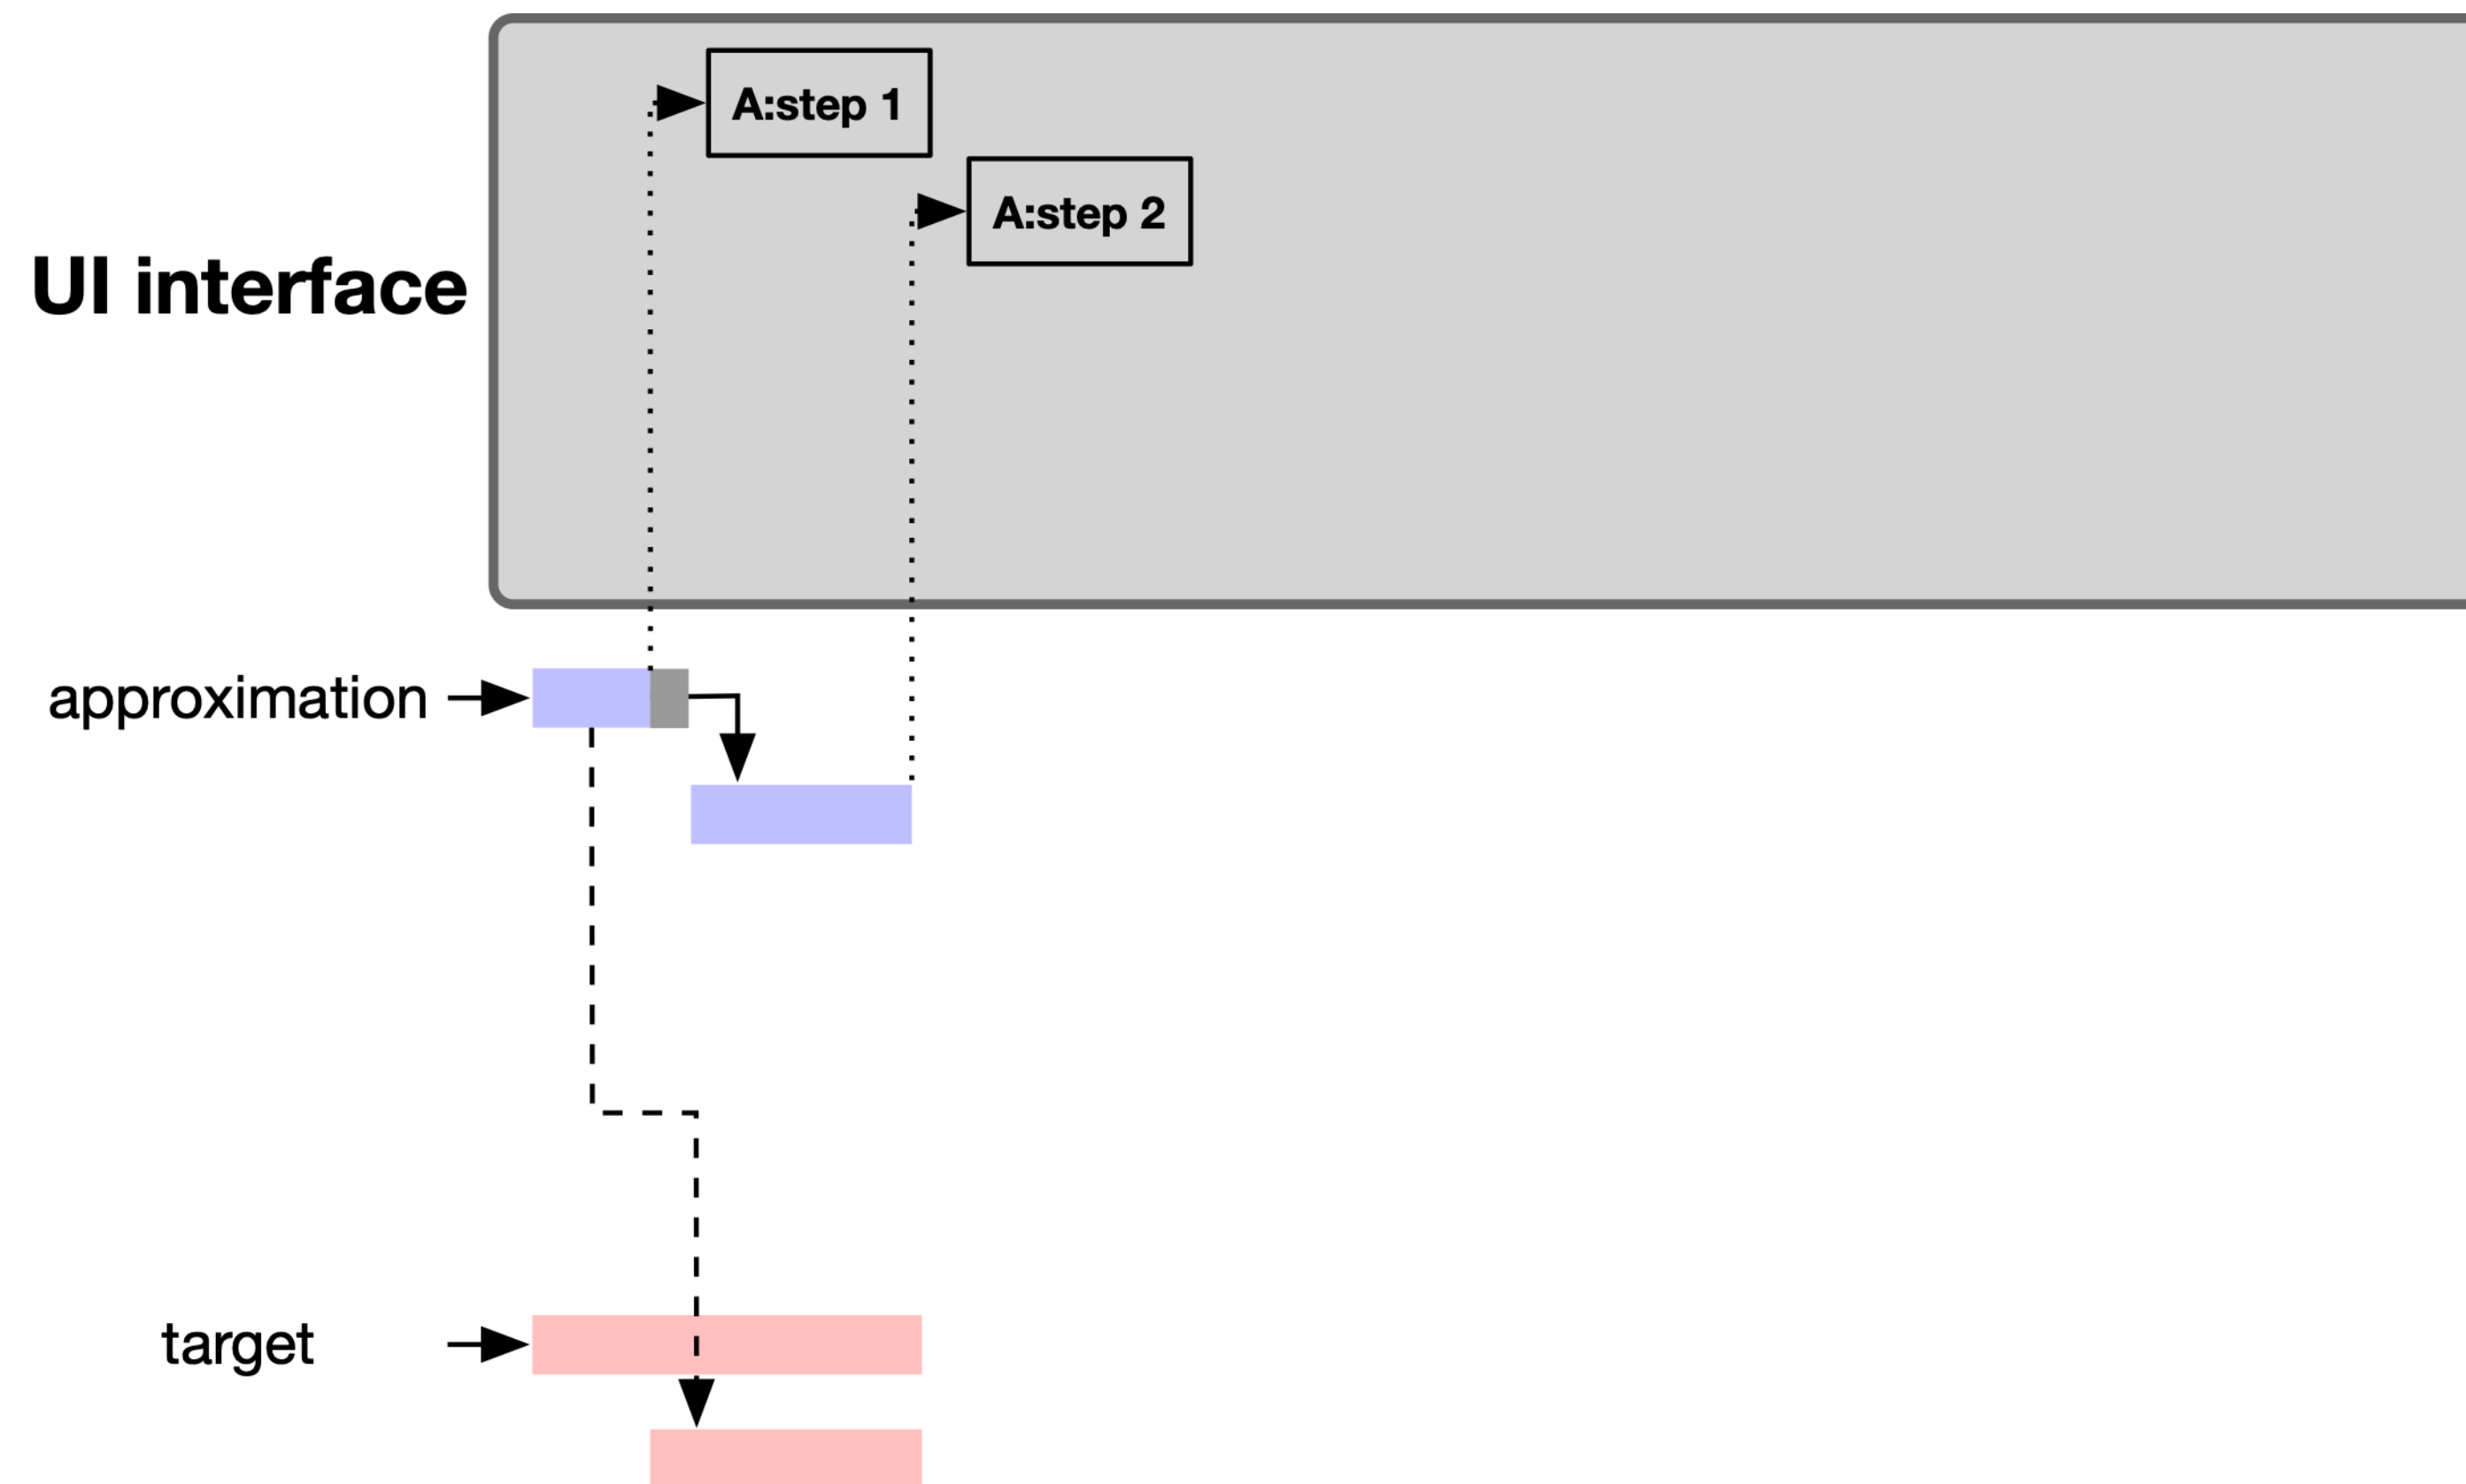 A:step 1
A:step 2
UI interface
approximation
target